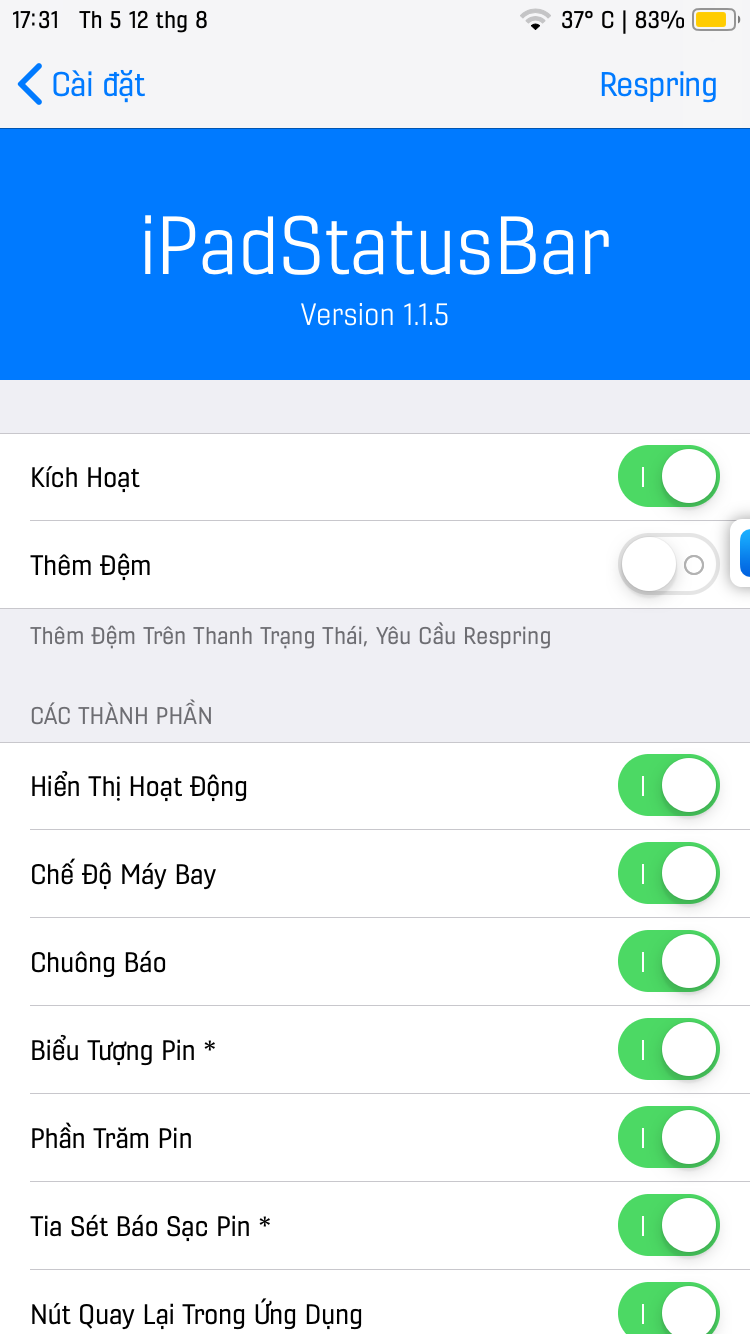 17:31 Th 5 12 thg 8 37° C | 83%
Cài đặt Respring
iPadStatusBar
Version 1.1.5
Kích Hoạt
Thêm Đệm
Thêm Đệm Trên Thanh Trạng Thái, Yêu Cầu Respring
CÁC THÀNH PHẦN
Hiển Thị Hoạt Động
Chế Độ Máy Bay
Chuông Báo
Biểu Tượng Pin *
Phần Trăm Pin
Tia Sét Báo Sạc Pin *
Nút Quay Lại Trong Ứng Dụng